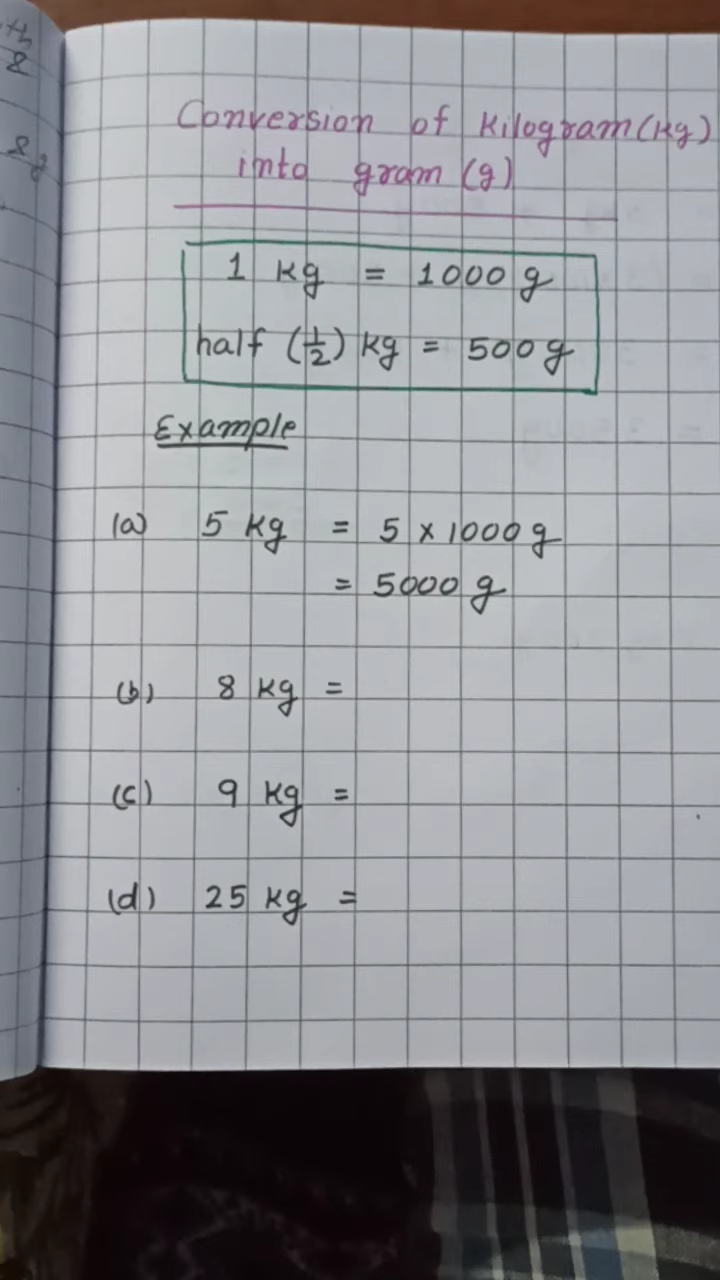 Conversion of Kilogram(Kg)
into gram (g)
1 kg = 1000 g
half (1/2) kg = 500 g
Example
(a) 5 kg = 5 x 1000 g
= 5000 g
(b) 8 kg =
(c) 9 kg =
(d) 25 kg =